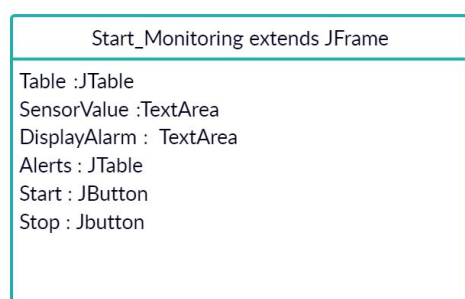 Start_Monitoring extends JFrame
Table :JTable
SensorValue :TextArea
DisplayAlarm :  TextArea
Alerts : JTable
Start : JButton
Stop : Jbutton